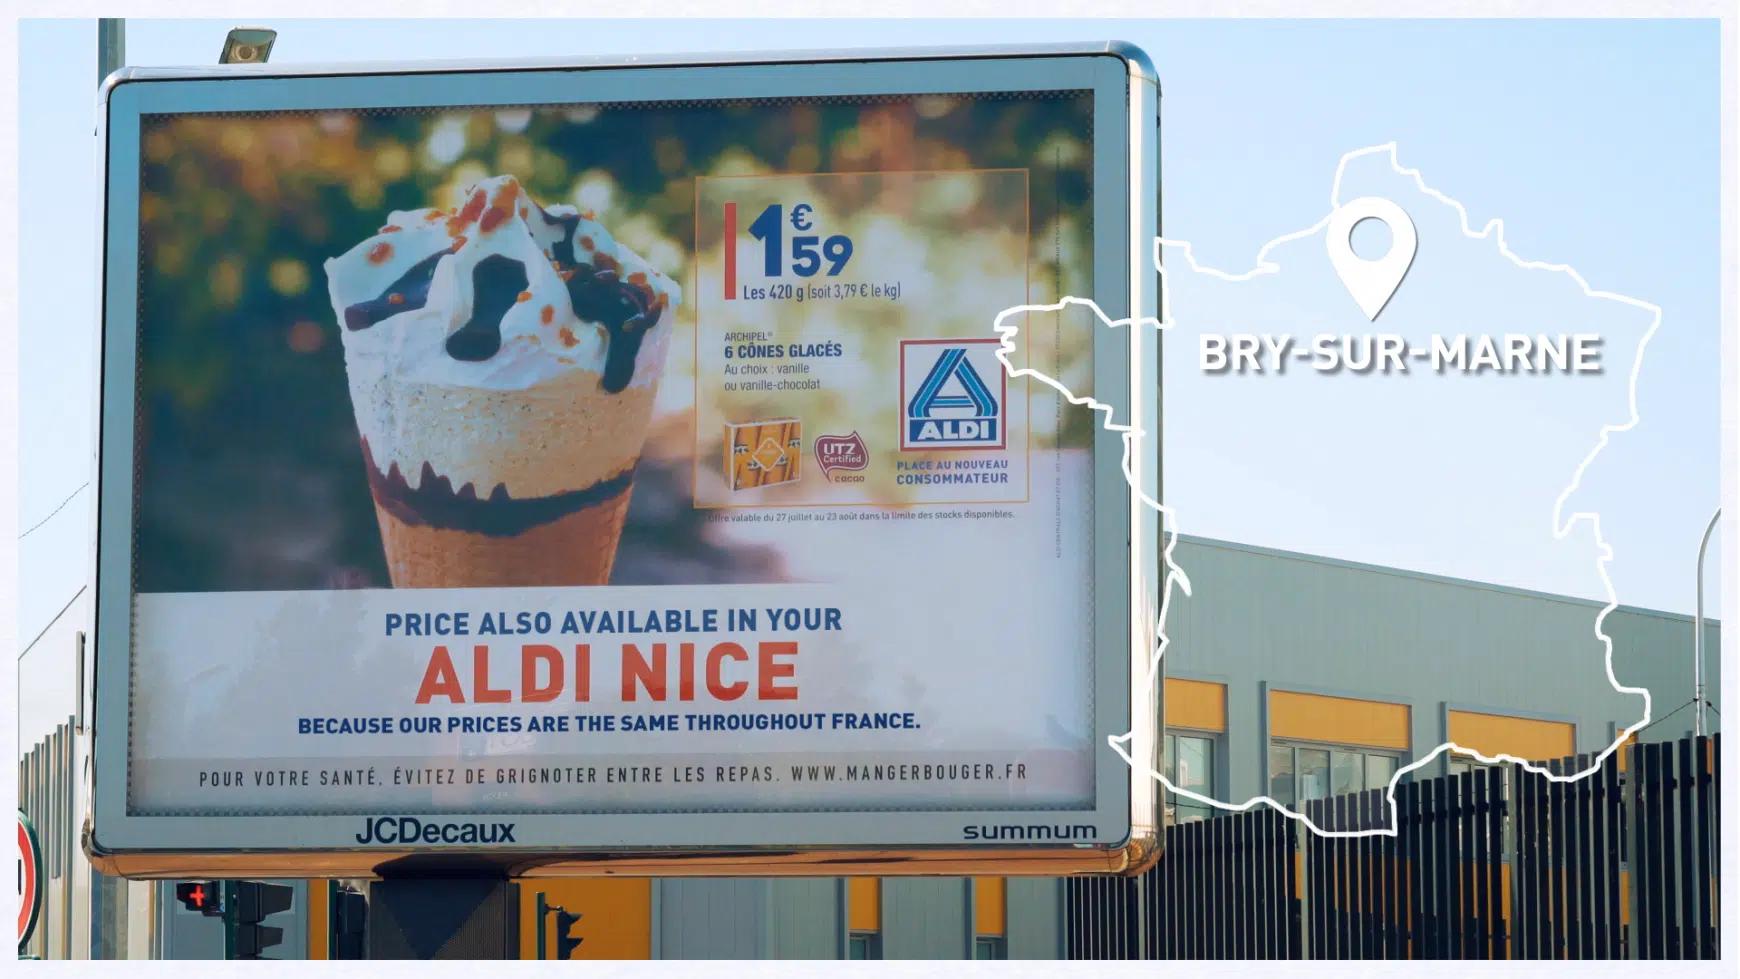 1€59
Les 420 g (soit 3,79 € le kg)
ARCHIPEL®
6 CÔNES GLACÉS
Au choix : vanille
ou vanille-chocolat
UTZ
Certified
cacao
ALDI
PLACE AU NOUVEAU
CONSOMMATEUR
Offre valable du 27 juillet au 23 août dans la limite des stocks disponibles.
PRICE ALSO AVAILABLE IN YOUR
ALDI NICE
BECAUSE OUR PRICES ARE THE SAME THROUGHOUT FRANCE.
POUR VOTRE SANTÉ, ÉVITEZ DE GRIGNOTER ENTRE LES REPAS. WWW.MANGERBOUGER.FR
JCDecaux
summum
BRY-SUR-MARNE